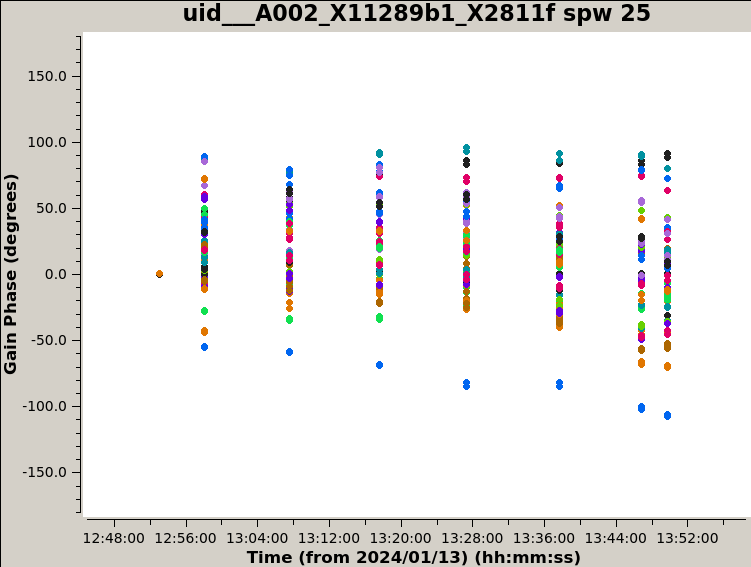 uid___A002_X11289b1_X2811f spw 25
Gain Phase (degrees)
150.0
100.0
50.0
0.0
-50.0
-100.0
-150.0
12:48:00 12:56:00 13:04:00 13:12:00 13:20:00 13:28:00 13:36:00 13:44:00 13:52:00
Time (from 2024/01/13) (hh:mm:ss)